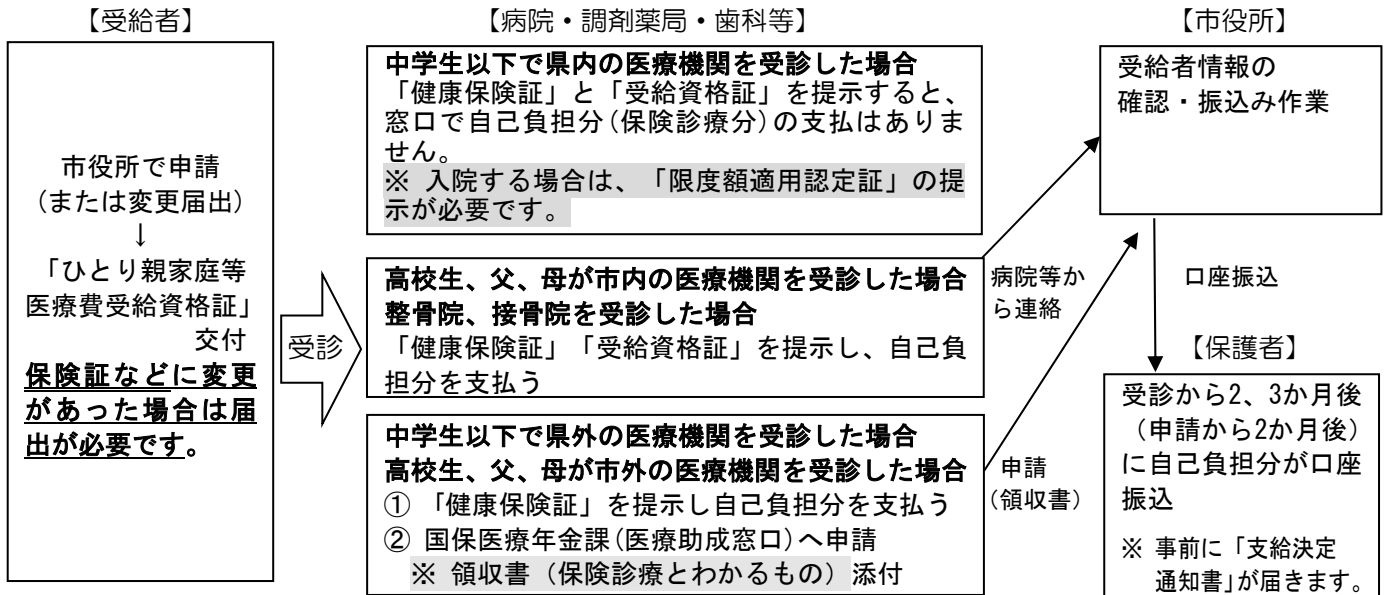 【受給者】
市役所で申請
（または変更届出）
↓
「ひとり親家庭等
医療費受給資格証」
交付
保険証などに変更
があった場合は届
出が必要です。
受診
【病院・調剤薬局・歯科等】
中学生以下で県内の医療機関を受診した場合
「健康保険証」と「受給資格証」を提示すると、
窓口で自己負担分(保険診療分)の支払はありま
せん。
※ 入院する場合は、「限度額適用認定証」の提
示が必要です。
高校生、父、母が市内の医療機関を受診した場合
整骨院、接骨院を受診した場合
「健康保険証」「受給資格証」を提示し、自己負
担分を支払う
中学生以下で県外の医療機関を受診した場合
高校生、父、母が市外の医療機関を受診した場合
① 「健康保険証」を提示し自己負担分を支払う
② 国保医療年金課(医療助成窓口)へ申請
※ 領収書（保険診療とわかるもの）添付
病院等か
ら連絡
申請
（領収書）
【市役所】
受給者情報の
確認・振込み作業
口座振込
【保護者】
受診から2、3か月後
（申請から2か月後）
に自己負担分が口座
振込
※ 事前に「支給決定
通知書」が届きます。